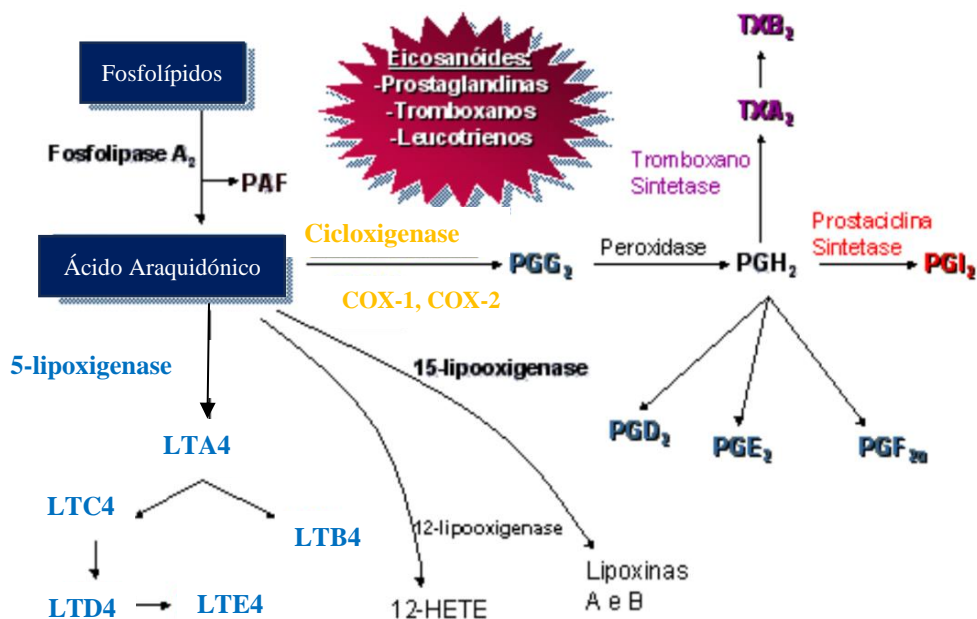 Fosfolípidos
Eicosanóides:
-Prostaglandinas
-Tromboxanos
-Leucotrienos
TXB2
TXA2
Fosfolipase A2
PAF
Tromboxano
Sintetase
Ácido Araquidónico
Cicloxigenase
COX-1, COX-2
PGG2
Peroxidase
PGH2
Prostaciclina
Sintetase
PGI2
5-lipoxigenase
15-lipooxigenase
PGD2
PGE2
PGF2α
LTA4
LTC4
LTB4
LTD4
LTE4
12-lipooxigenase
12-HETE
Lipoxinas
A e B